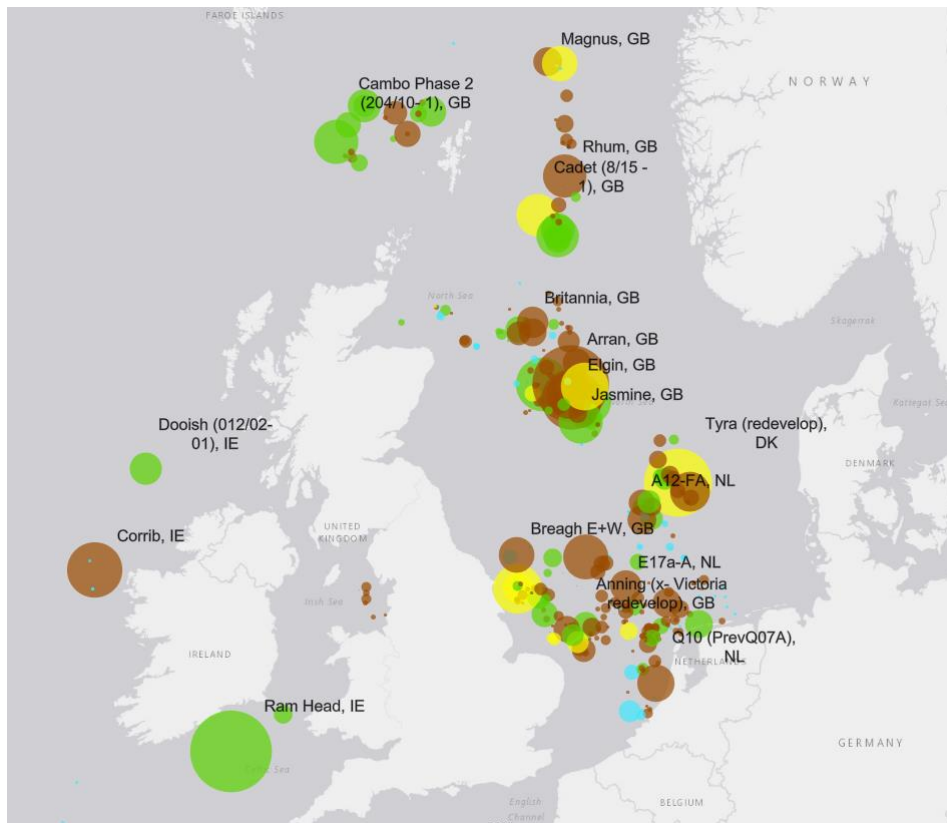 FAROE ISLANDS
Magnus, GB
NORWAY
Cambo Phase 2
(204/10- 1), GB
Rhum, GB
Cadet (8/15 -
1), GB
North Sea
Britannia, GB
Skagerrak
Arran, GB
Elgin, GB
Jasmine, GB
Kattegat Sea
Dooish (012/02-
01), IE
Tyra (redevelop),
DK
DENMARK
A12-FA, NL
Breagh E+W, GB
UNITED
KINGDOM
Corrib, IE
E17a-A, NL
Anning (x- Victoria
redevelop), GB
Irish Sea
Q10 (PrevQ07A),
NL
NETHERLANDS
IRELAND
Ram Head, IE
GERMANY
Celtic Sea
English
Channel
BELGIUM